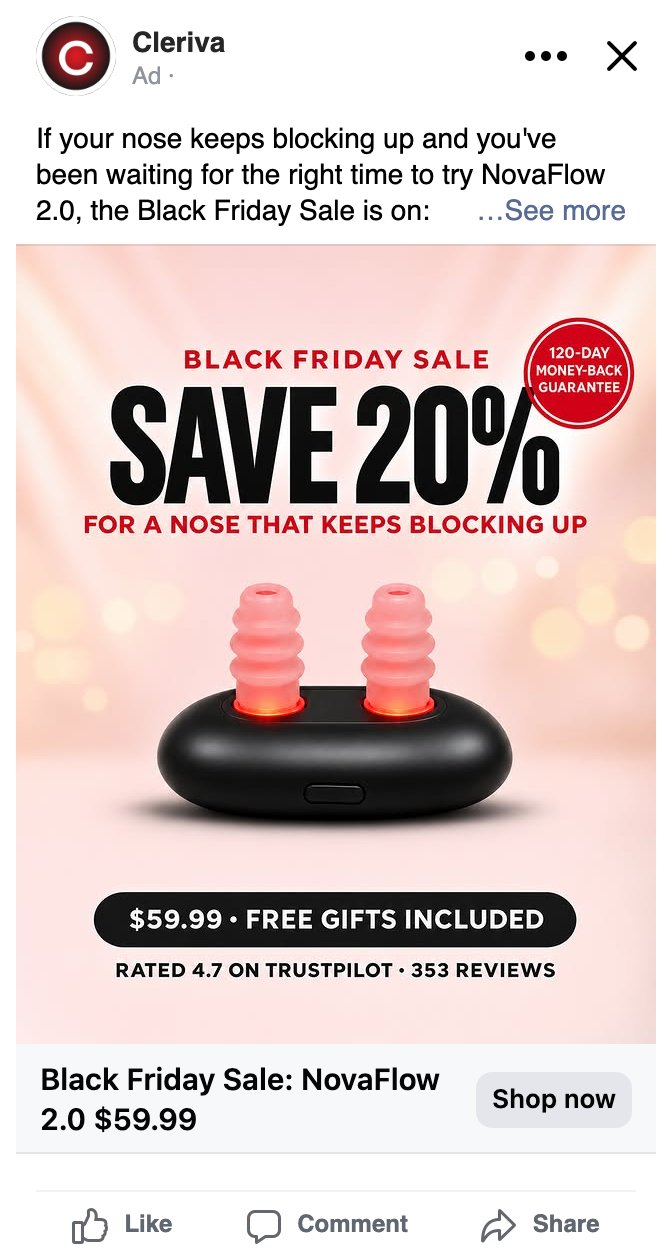 Cleriva
Ad ·
If your nose keeps blocking up and you've
been waiting for the right time to try NovaFlow
2.0, the Black Friday Sale is on: ...See more
BLACK FRIDAY SALE
120-DAY
MONEY-BACK
GUARANTEE
SAVE 20%
FOR A NOSE THAT KEEPS BLOCKING UP
$59.99 · FREE GIFTS INCLUDED
RATED 4.7 ON TRUSTPILOT · 353 REVIEWS
Black Friday Sale: NovaFlow
2.0 $59.99
Shop now
Like Comment Share